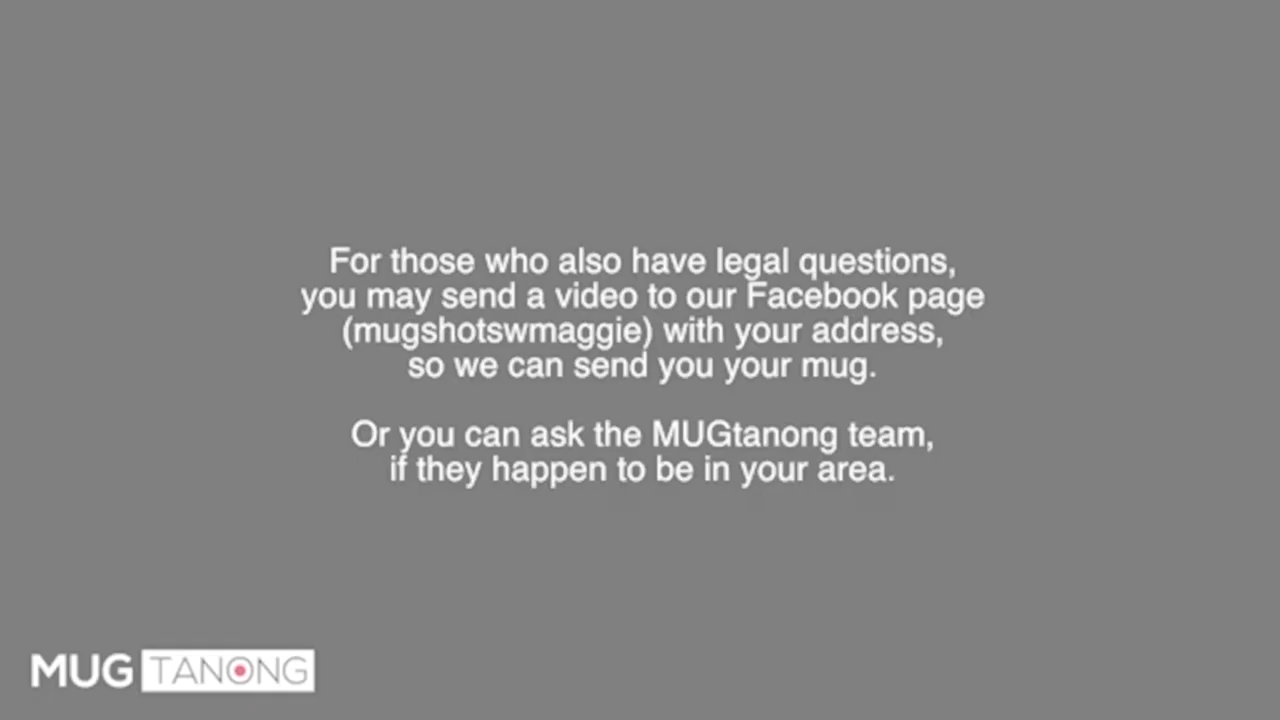 For those who also have legal questions,
you may send a video to our Facebook page
(mugshotswmaggie) with your address,
so we can send you your mug.
Or you can ask the MUGtanong team,
if they happen to be in your area.
MUG TANONG